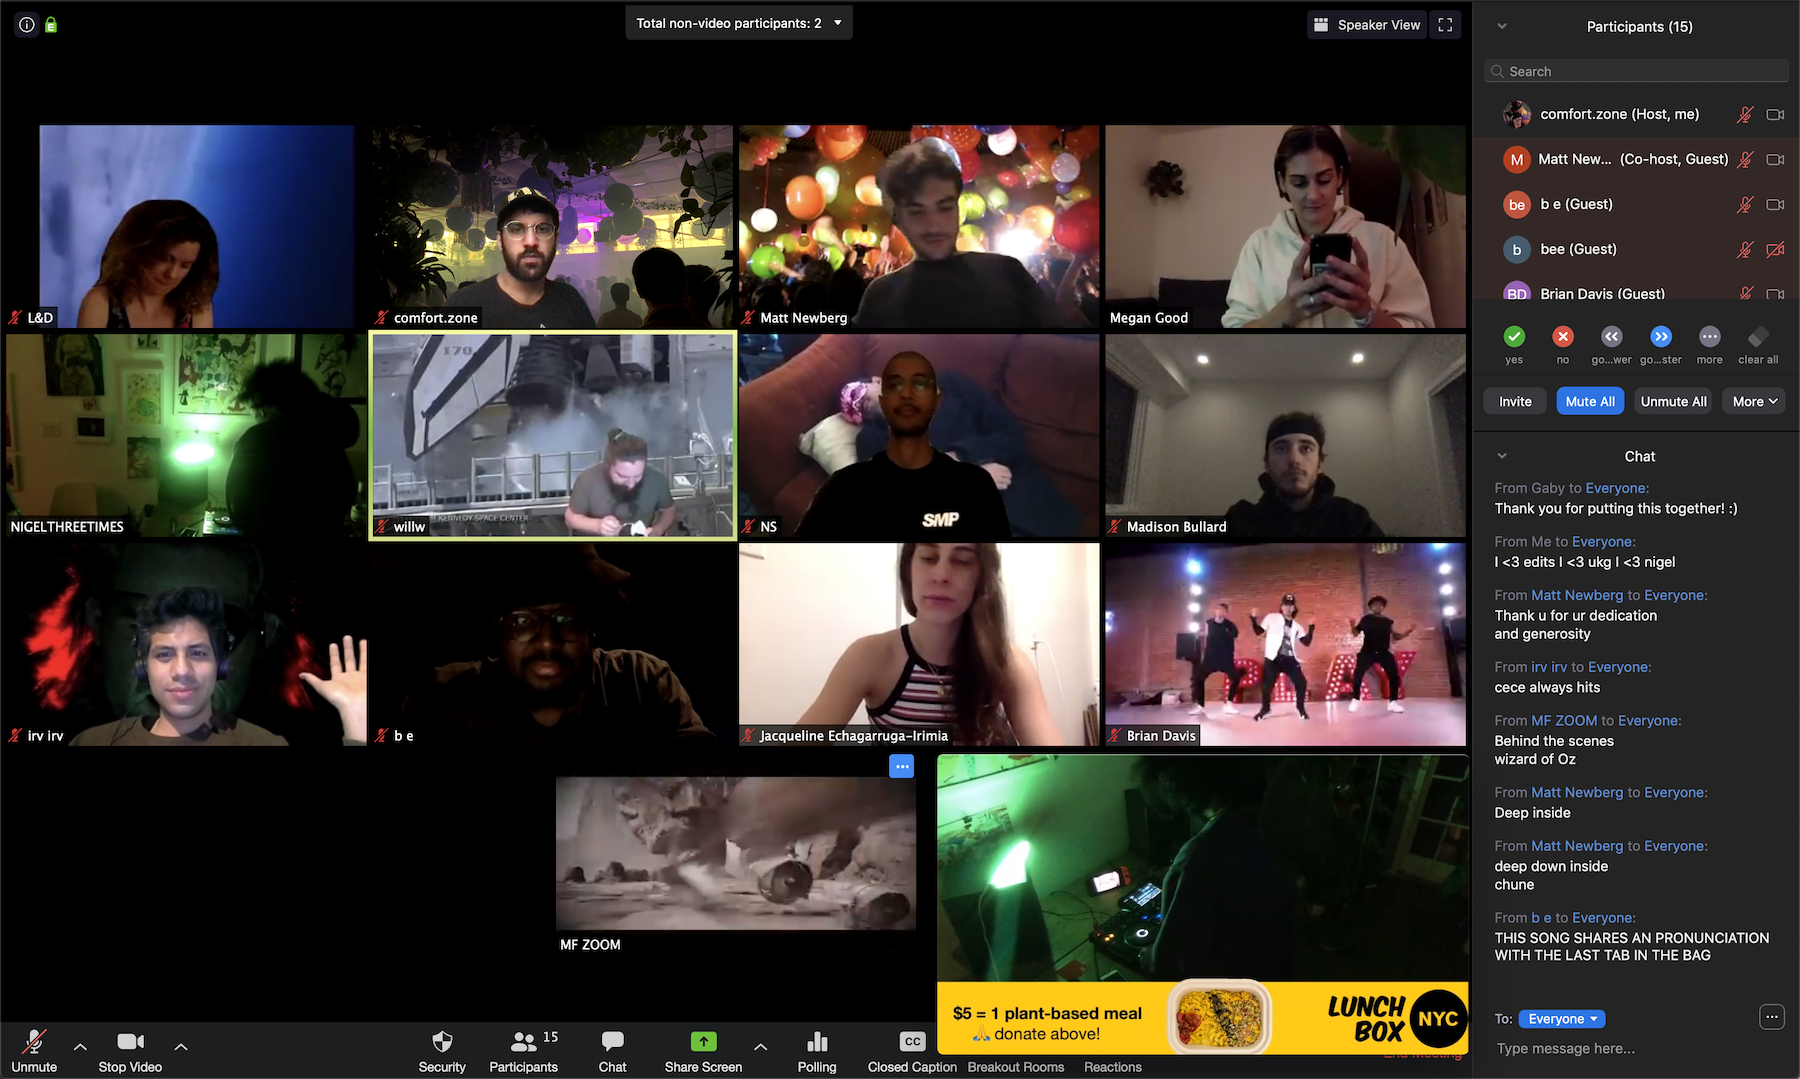 Total non-video participants: 2
Speaker View
Participants (15)
Search
comfort.zone (Host, me)
M
Matt New... (Co-host, Guest)
be
b e (Guest)
b
bee (Guest)
BD
Brian Davis (Guest)
yes
no
go...wer
go...ster
more
clear all
Invite
Mute All
Unmute All
More
L&D
comfort.zone
Matt Newberg
Megan Good
NIGELTHREETIMES
170
KENNEDY SPACE CENTER
willw
SMP
NS
Madison Bullard
irv irv
b e
Jacqueline Echagarruga-Irimia
PLAY
Brian Davis
MF ZOOM
$5 = 1 plant-based meal
🙏 donate above!
LUNCH
BOX
NYC
Chat
From Gaby to Everyone:
Thank you for putting this together! :)
From Me to Everyone:
I <3 edits I <3 ukg I <3 nigel
From Matt Newberg to Everyone:
Thank u for ur dedication
and generosity
From irv irv to Everyone:
cece always hits
From MF ZOOM to Everyone:
Behind the scenes
wizard of Oz
From Matt Newberg to Everyone:
Deep inside
From Matt Newberg to Everyone:
deep down inside
chune
From b e to Everyone:
THIS SONG SHARES AN PRONUNCIATION
WITH THE LAST TAB IN THE BAG
To: Everyone
Type message here...
Unmute
Stop Video
Security
15
Participants
Chat
Share Screen
Polling
CC
Closed Caption
Breakout Rooms
Reactions
End Meeting